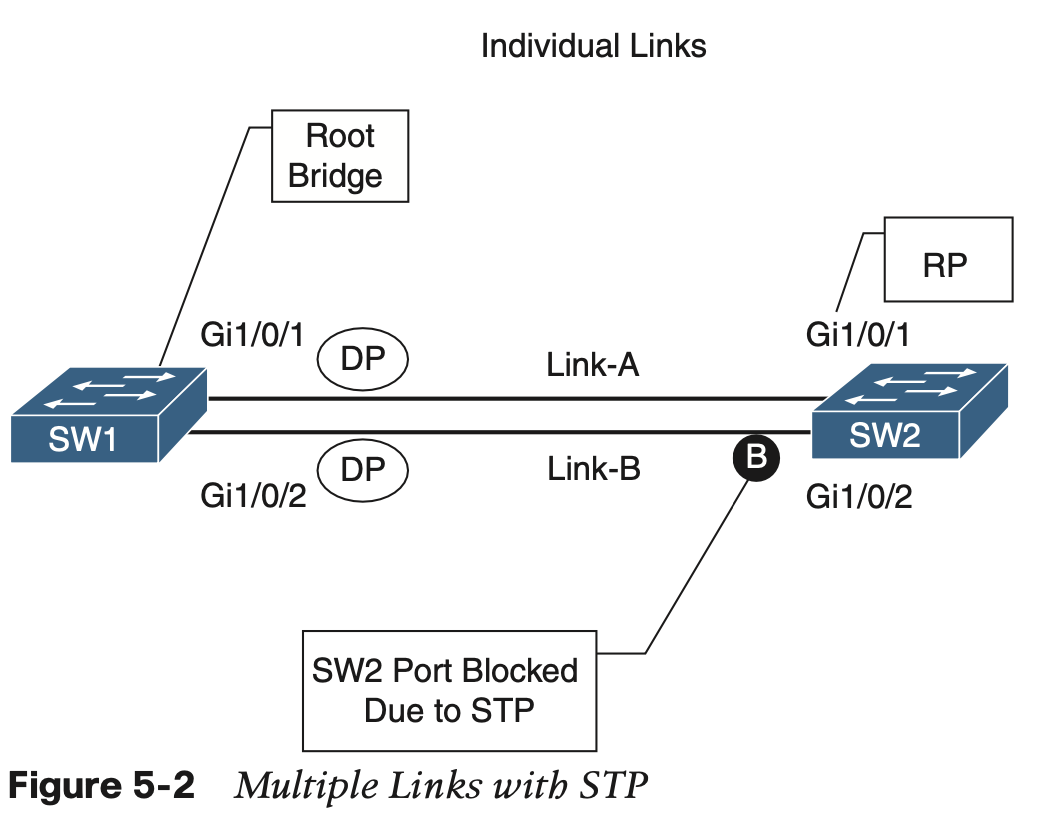 Individual Links
Root
Bridge
RP
Gi1/0/1
DP
Link-A
Gi1/0/1
SW1
SW2
Gi1/0/2
DP
Link-B
B
Gi1/0/2
SW2 Port Blocked
Due to STP
Figure 5-2 Multiple Links with STP